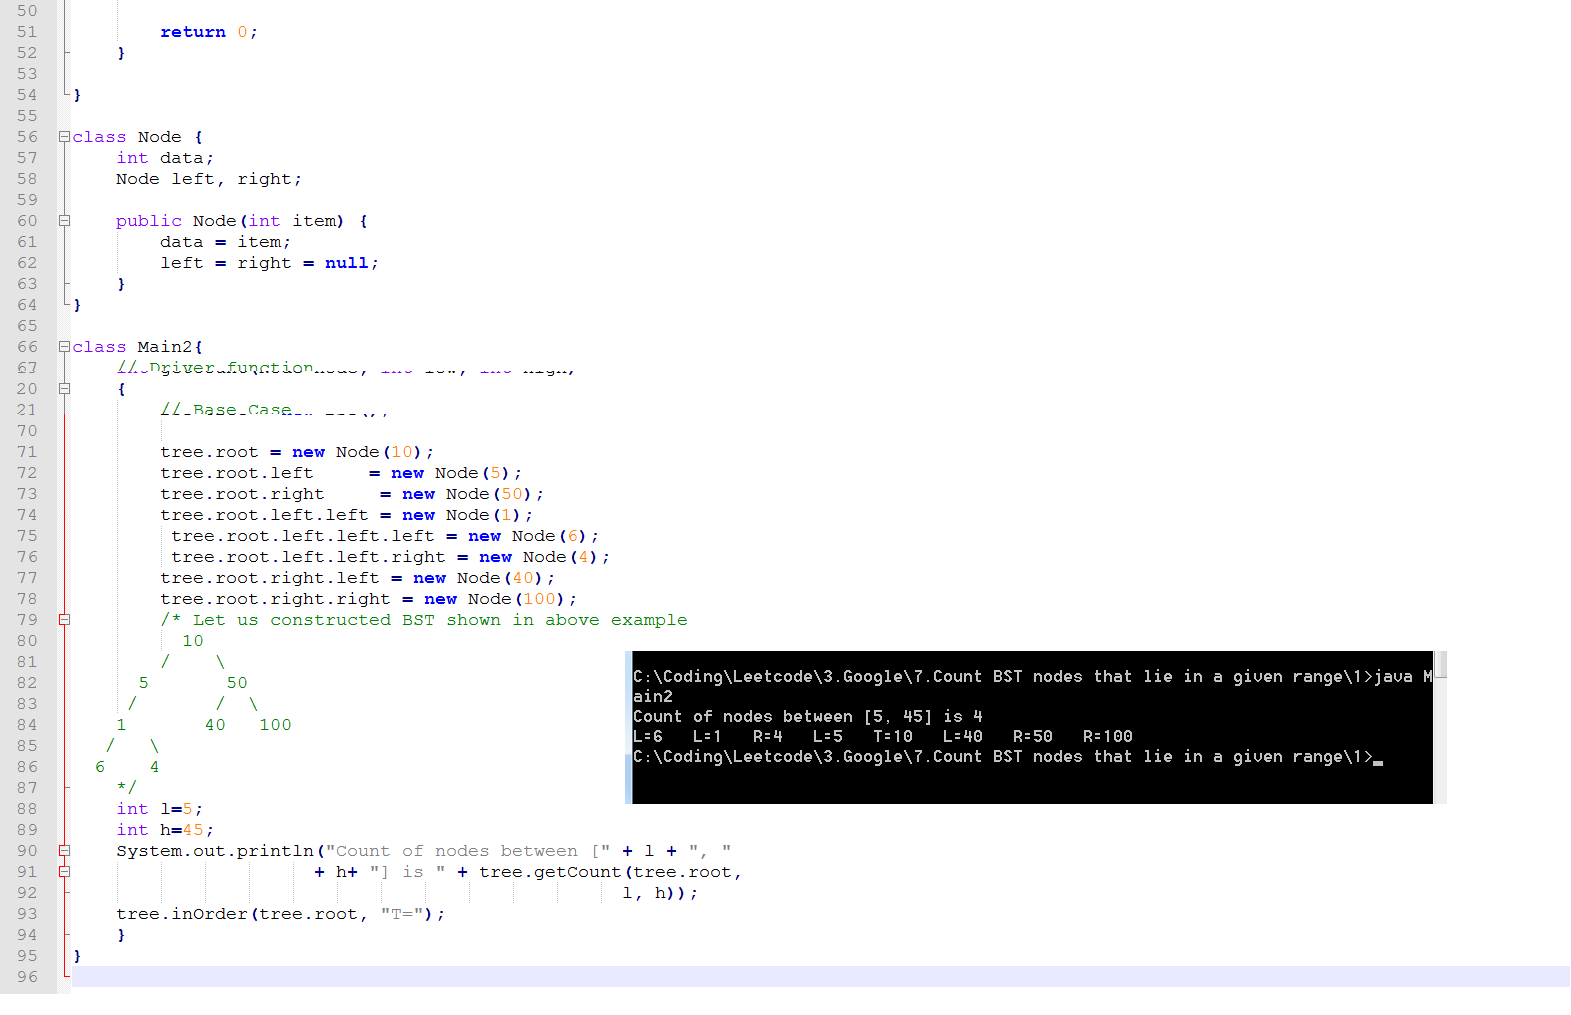 50
51 return 0;
52 }
53
54 }
55
56 class Node {
57 int data;
58 Node left, right;
59
60 public Node(int item) {
61 data = item;
62 left = right = null;
63 }
64 }
65
66 class Main2{
67 // Driver function
20 {
21 // Base Case
70
71 tree.root = new Node(10);
72 tree.root.left = new Node(5);
73 tree.root.right = new Node(50);
74 tree.root.left.left = new Node(1);
75 tree.root.left.left.left = new Node(6);
76 tree.root.left.left.right = new Node(4);
77 tree.root.right.left = new Node(40);
78 tree.root.right.right = new Node(100);
79 /* Let us constructed BST shown in above example
80 10
81 / \
82 5 50
83 / / \
84 1 40 100
85 / \
86 6 4
87 */
88 int l=5;
89 int h=45;
90 System.out.println("Count of nodes between [" + l + ", "
91 + h+ "] is " + tree.getCount(tree.root,
92 l, h));
93 tree.inOrder(tree.root, "T=");
94 }
95 }
96
C:\Coding\Leetcode\3.Google\7.Count BST nodes that lie in a given range\1>java M
ain2
Count of nodes between [5, 45] is 4
L=6 L=1 R=4 L=5 T=10 L=40 R=50 R=100
C:\Coding\Leetcode\3.Google\7.Count BST nodes that lie in a given range\1>_